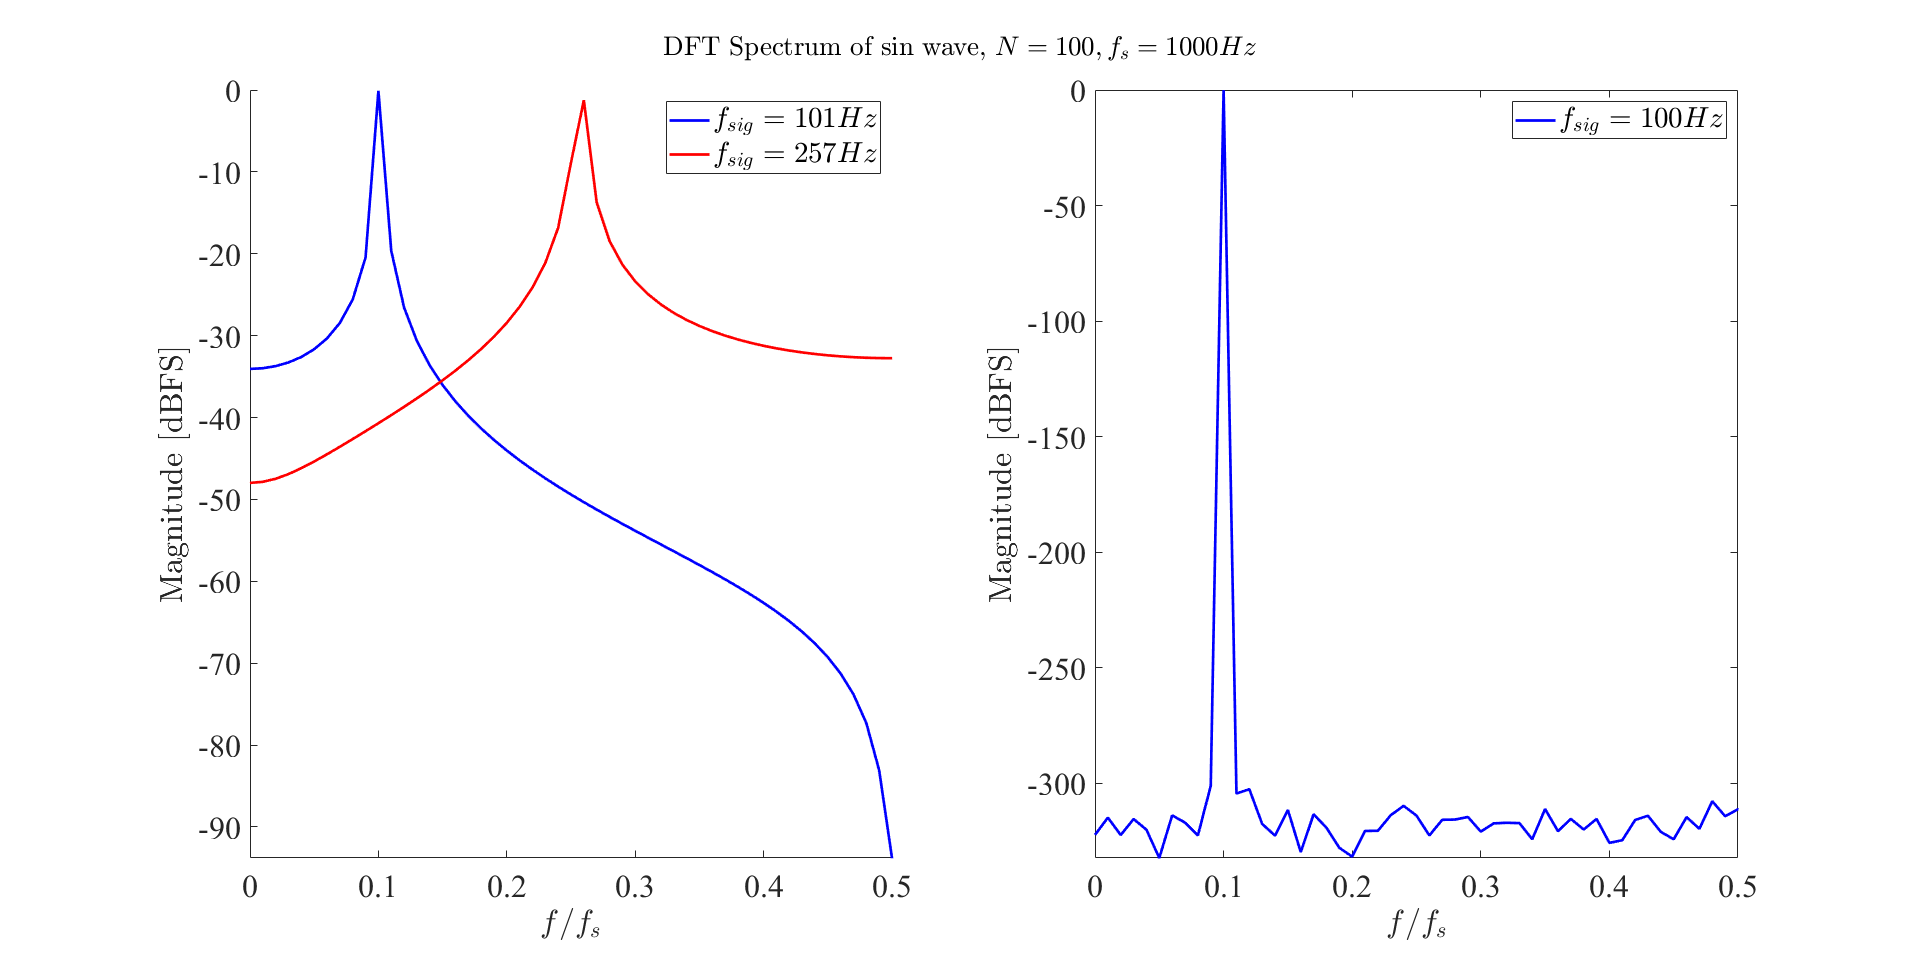 DFT Spectrum of sin wave, N = 100, f_s = 1000Hz
0
-10
-20
-30
-40
-50
-60
-70
-80
-90
Magnitude [dBFS]
f_sig = 101Hz
f_sig = 257Hz
0 0.1 0.2 0.3 0.4 0.5
f/f_s
0
-50
-100
-150
-200
-250
-300
Magnitude [dBFS]
f_sig = 100Hz
0 0.1 0.2 0.3 0.4 0.5
f/f_s